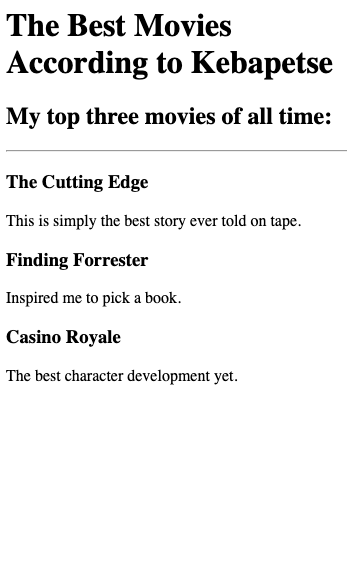 The Best Movies
According to Kebapetse
My top three movies of all time:
The Cutting Edge
This is simply the best story ever told on tape.
Finding Forrester
Inspired me to pick a book.
Casino Royale
The best character development yet.